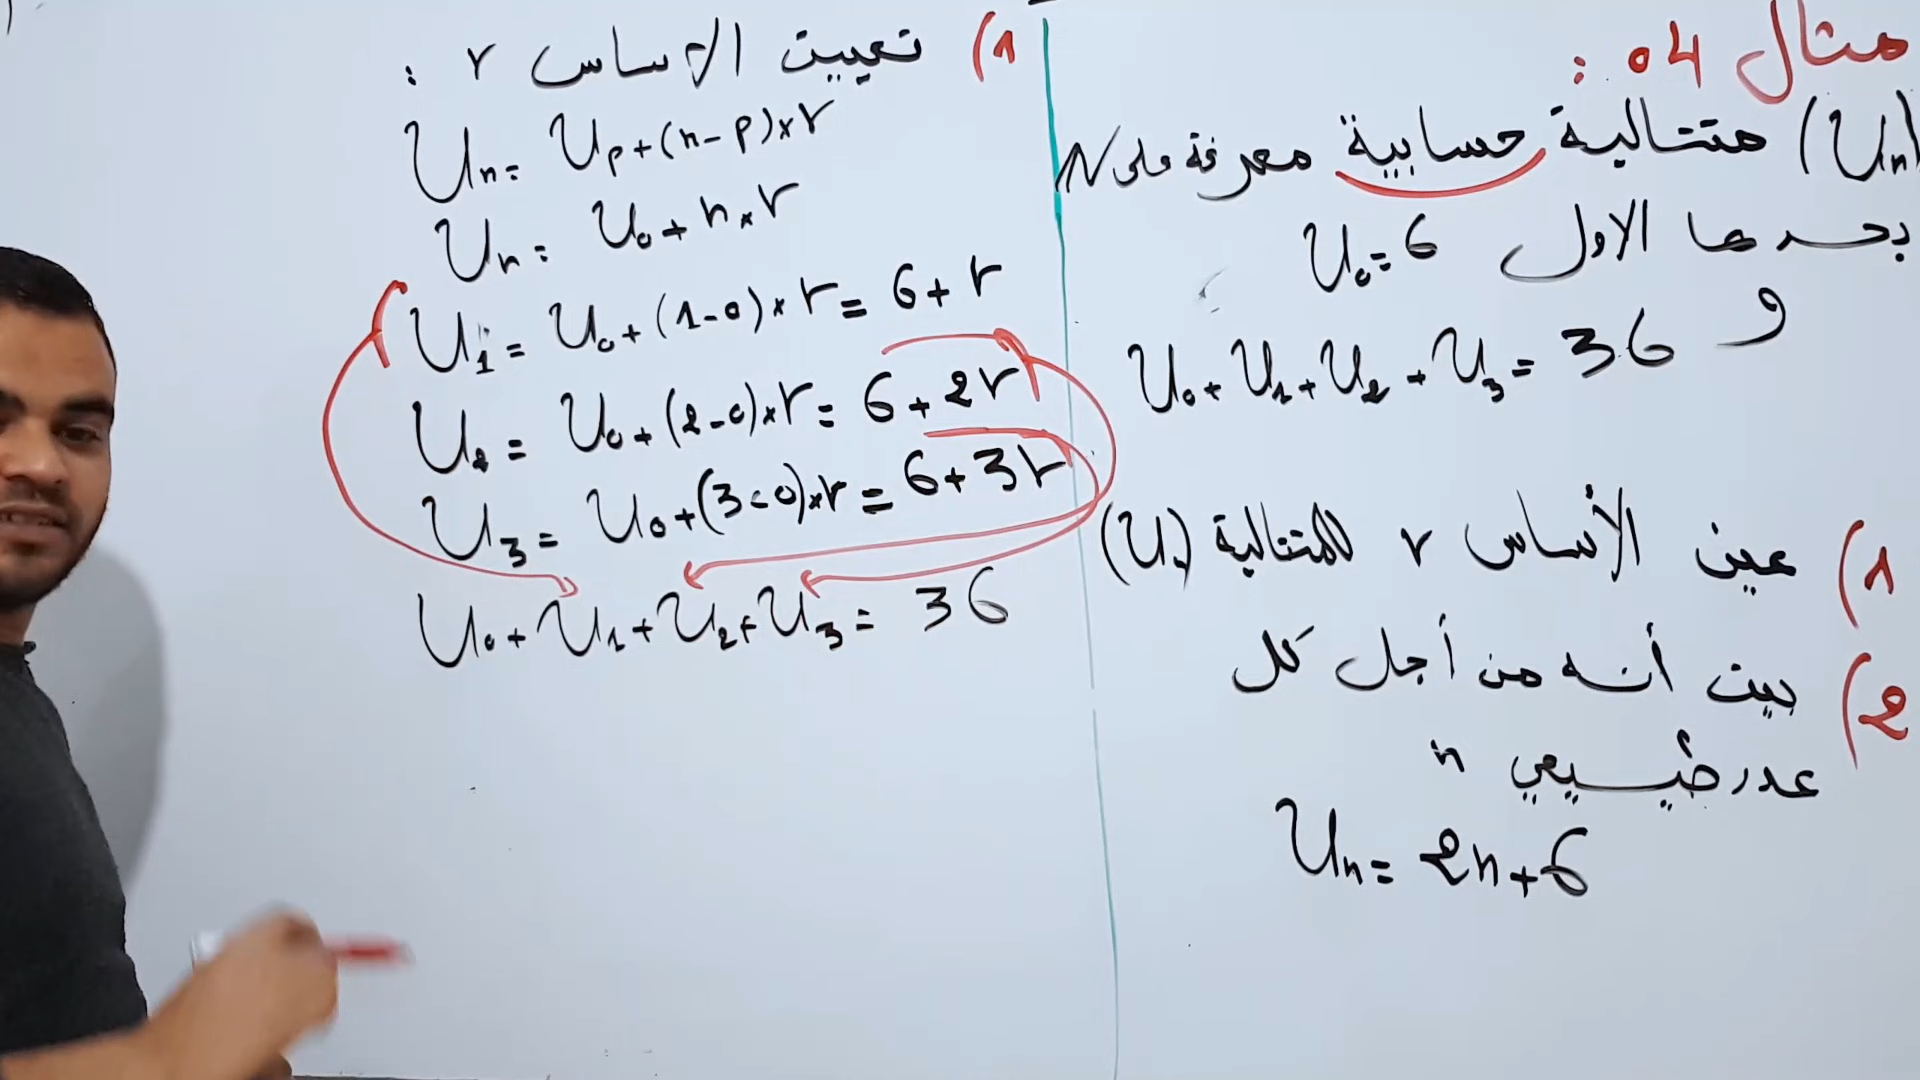 مثال 04 :
(Un) متتالية حسابية معرفة على N
بحدها الاول U0 = 6
و
U0 + U1 + U2 + U3 = 36
1) عين الأساس r للمتتالية (Un)
2) بين أنه من أجل كل
عدد طبيعي n
Un = 2n + 6
1) تعيين الاساس r :
Un = Up + (n - p) × r
Un = U0 + n × r
U1 = U0 + (1 - 0) × r = 6 + r
U2 = U0 + (2 - 0) × r = 6 + 2r
U3 = U0 + (3 - 0) × r = 6 + 3r
U0 + U1 + U2 + U3 = 36